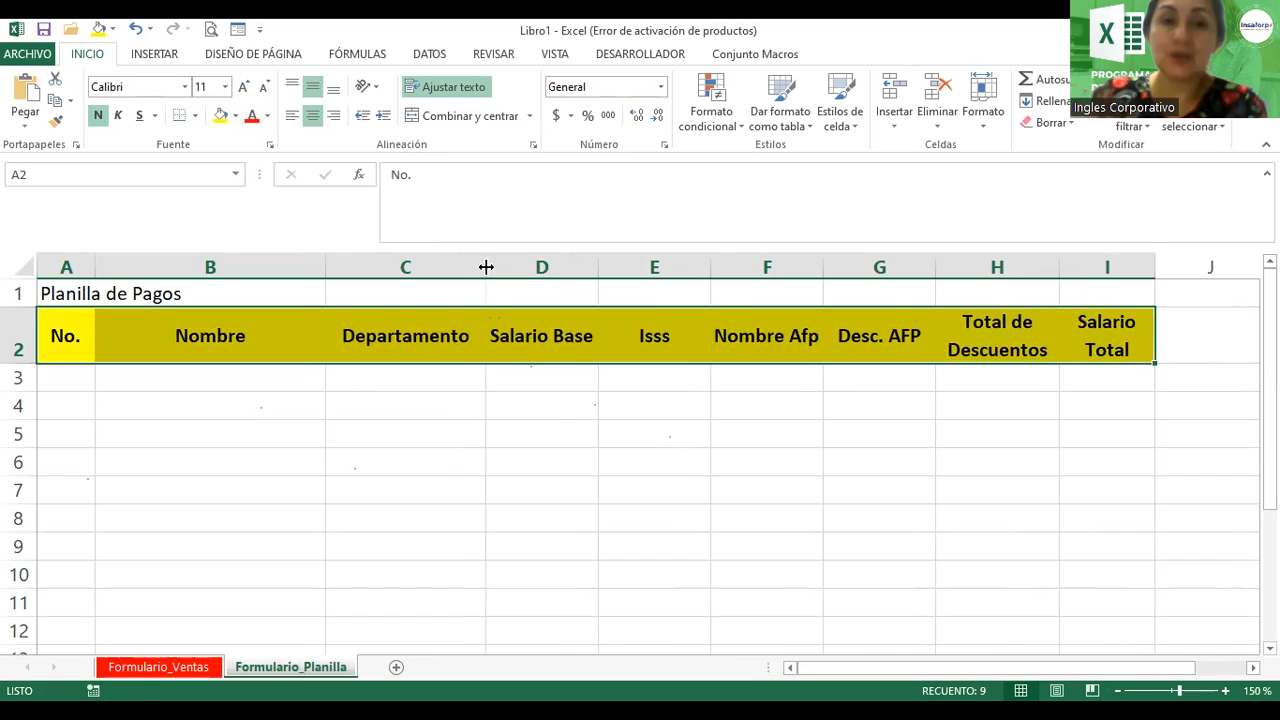 Libro1 - Excel (Error de activación de productos)
ARCHIVO INICIO INSERTAR DISEÑO DE PÁGINA FÓRMULAS DATOS REVISAR VISTA DESARROLLADOR Conjunto Macros
Pegar
Calibri 11
N K S
Ajustar texto
Combinar y centrar
General
$ % 000
Formato condicional
Dar formato como tabla
Estilos de celda
Insertar Eliminar Formato
Autosu
Rellena
Borrar
filtrar
seleccionar
Portapapeles Fuente Alineación Número Estilos Celdas Modificar
PROGRAMA
Insaforp
Ingles Corporativo
A2 fx No.
A B C D E F G H I J
1 Planilla de Pagos
2 No. Nombre Departamento Salario Base Isss Nombre Afp Desc. AFP Total de Descuentos Salario Total
3
4
5
6
7
8
9
10
11
12
Formulario_Ventas Formulario_Planilla
LISTO RECUENTO: 9 150 %